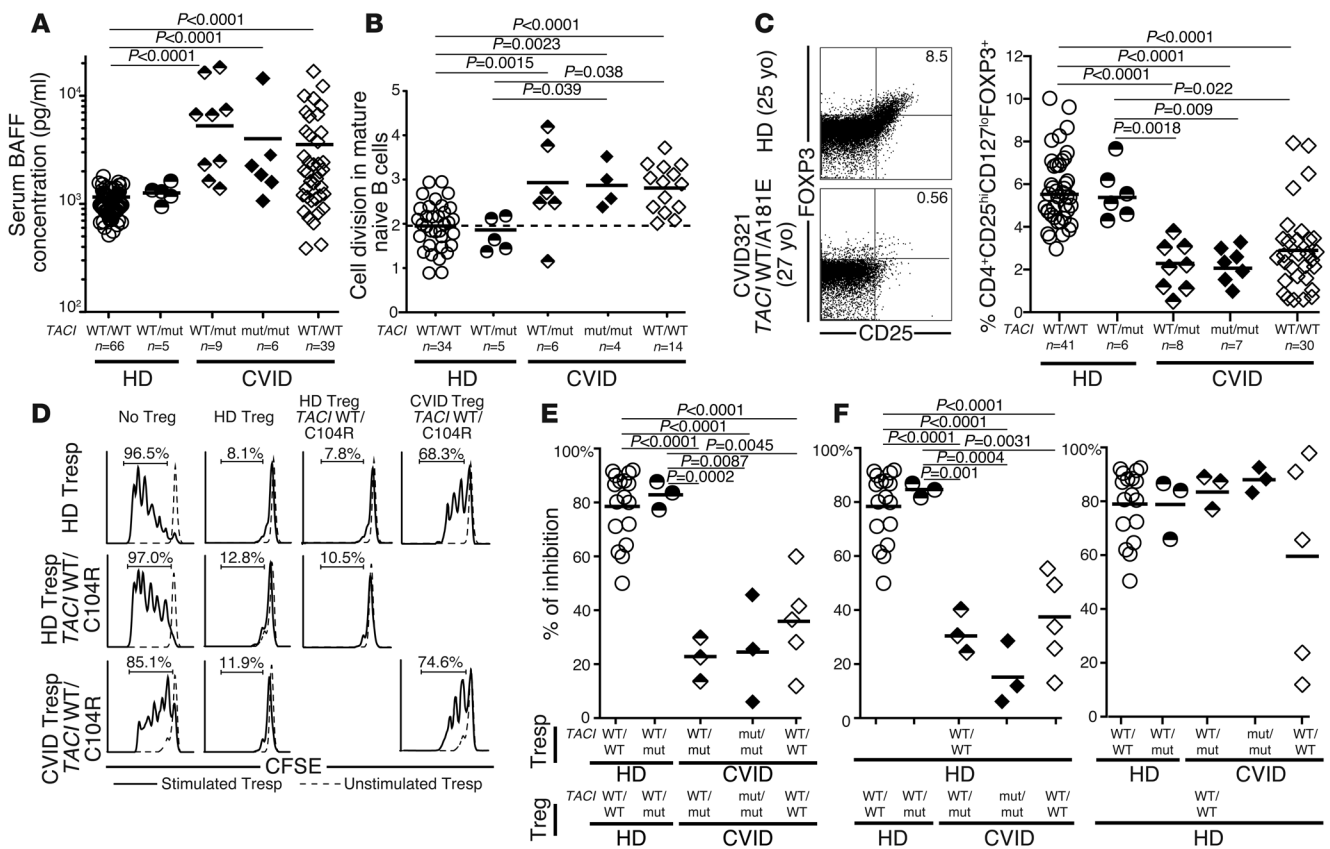 A
P<0.0001
P<0.0001
P<0.0001
Serum BAFF
concentration (pg/ml)
10⁴
10³
10²
TACI WT/WT WT/mut WT/mut mut/mut WT/WT
n=66 n=5 n=9 n=6 n=39
HD CVID
B
P<0.0001
P=0.0023
P=0.0015 P=0.038
P=0.039
Cell division in mature
naive B cells
5
4
3
2
1
0
TACI WT/WT WT/mut WT/mut mut/mut WT/WT
n=34 n=5 n=6 n=4 n=14
HD CVID
C
HD (25 yo)
8.5
CVID321
TACI WT/A181E
(27 yo)
0.56
FOXP3
CD25
P<0.0001
P<0.0001
P<0.0001
P=0.022
P=0.009
P=0.0018
% CD4⁺CD25ʰⁱCD127ˡᵒFOXP3⁺
12
10
8
6
4
2
0
TACI WT/WT WT/mut WT/mut mut/mut WT/WT
n=41 n=6 n=8 n=7 n=30
HD CVID
D
No Treg HD Treg HD Treg TACI WT/C104R CVID Treg TACI WT/C104R
HD Tresp
96.5% 8.1% 7.8% 68.3%
HD Tresp
TACI WT/
C104R
97.0% 12.8% 10.5%
CVID Tresp
TACI WT/
C104R
85.1% 11.9% 74.6%
CFSE
Stimulated Tresp Unstimulated Tresp
E
P<0.0001
P<0.0001
P<0.0001 P=0.0045
P=0.0087
P=0.0002
% of inhibition
100%
80
60
40
20
0
Tresp
TACI WT/WT WT/mut WT/mut mut/mut WT/WT
HD CVID
Treg
TACI WT/WT WT/mut WT/mut mut/mut WT/WT
HD CVID
F
P<0.0001
P<0.0001
P<0.0001 P=0.0031
P=0.0004
P=0.001
100%
80
60
40
20
0
WT/WT
HD
WT/WT WT/mut WT/mut mut/mut WT/WT
HD CVID
100%
80
60
40
20
0
WT/WT WT/mut WT/mut mut/mut WT/WT
HD CVID
WT/WT
HD